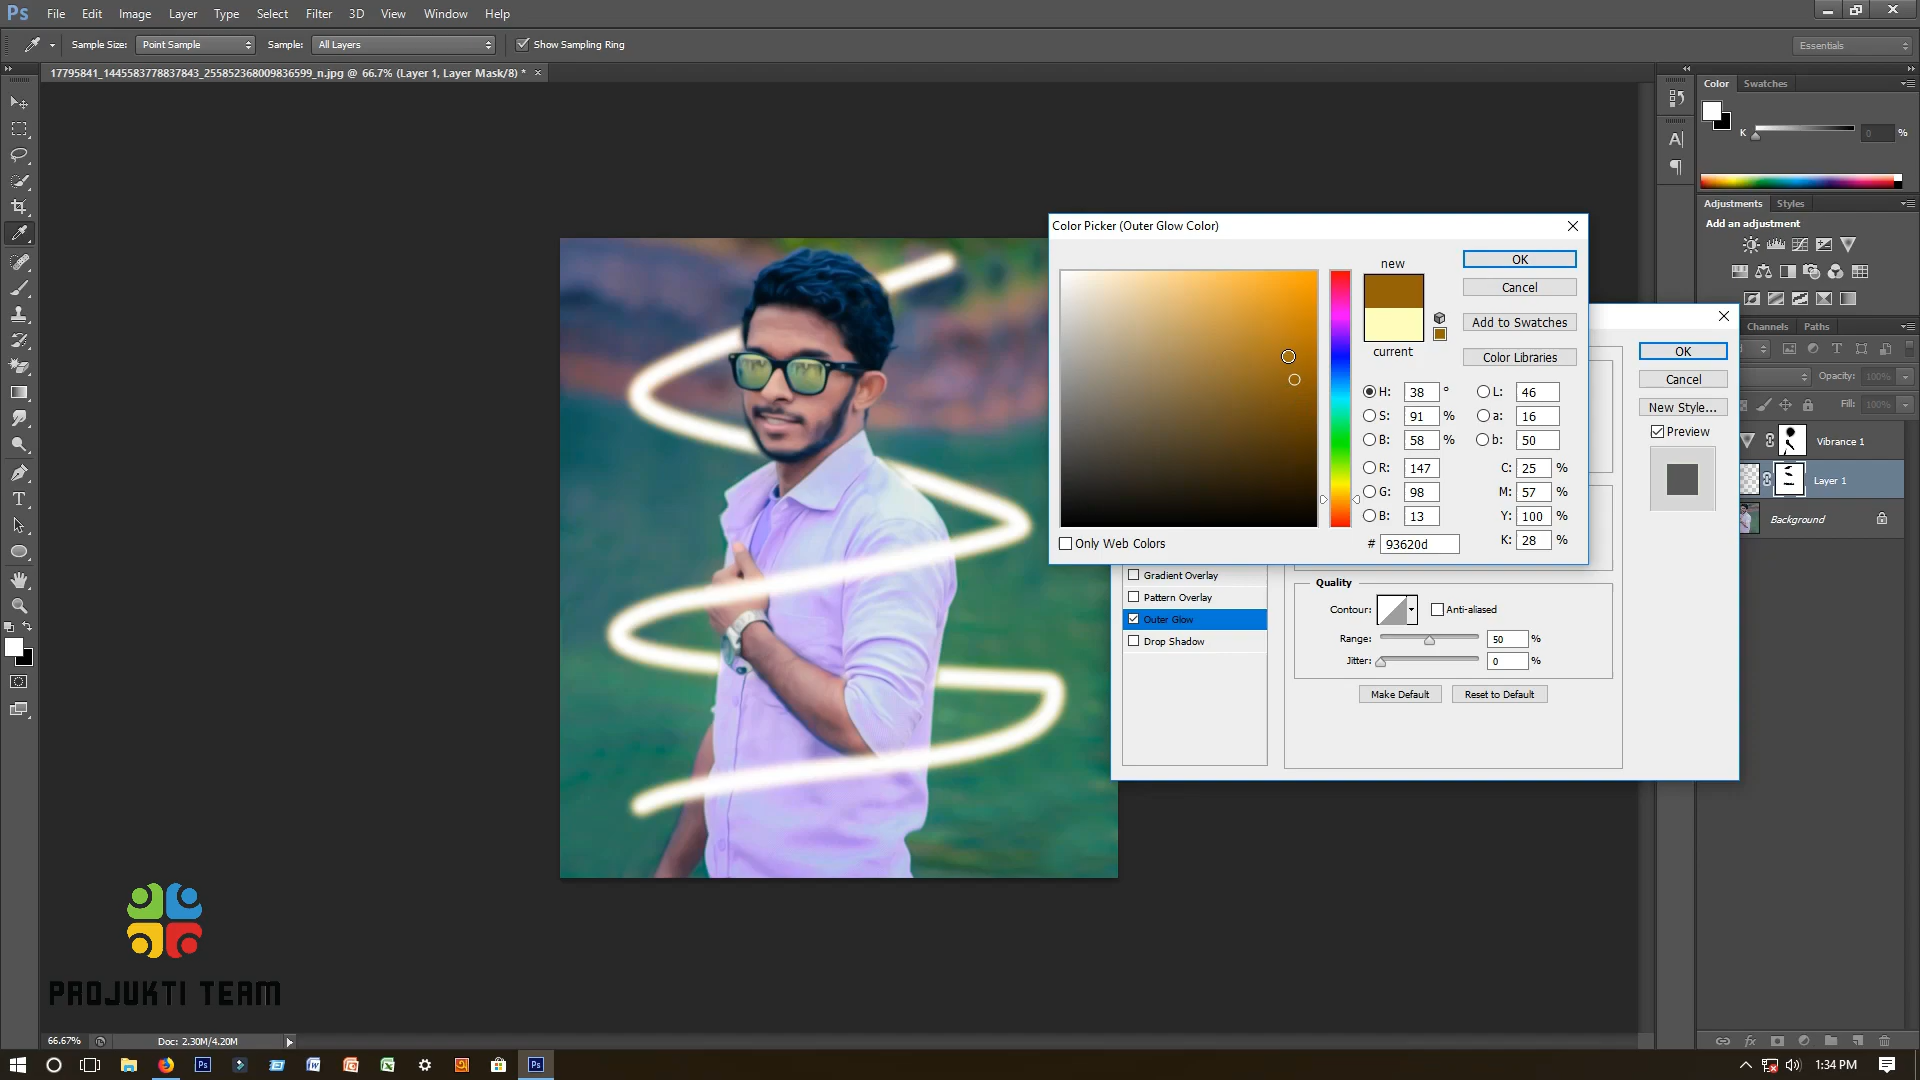 Ps File Edit Image Layer Type Select Filter 3D View Window Help
Sample Size: Point Sample Sample: All Layers Show Sampling Ring Essentials
17795841_1445583778837843_255852368009836599_n.jpg @ 66.7% (Layer 1, Layer Mask/8) * ×
Color Swatches
K 0 %
Adjustments Styles
Add an adjustment
Color Picker (Outer Glow Color)
new
OK
Cancel
Add to Swatches
current
Color Libraries
H: 38 ° L: 46
S: 91 % a: 16
B: 58 % b: 50
R: 147 C: 25 %
G: 98 M: 57 %
B: 13 Y: 100 %
# 93620d K: 28 %
Only Web Colors
OK
Cancel
New Style...
Preview
Channels Paths
Opacity: 100%
Fill: 100%
Vibrance 1
Layer 1
Background
Gradient Overlay
Pattern Overlay
Outer Glow
Drop Shadow
Quality
Contour: Anti-aliased
Range: 50 %
Jitter: 0 %
Make Default Reset to Default
PROJUKTI TEAM
66.67% Doc: 2.30M/4.20M
1:34 PM